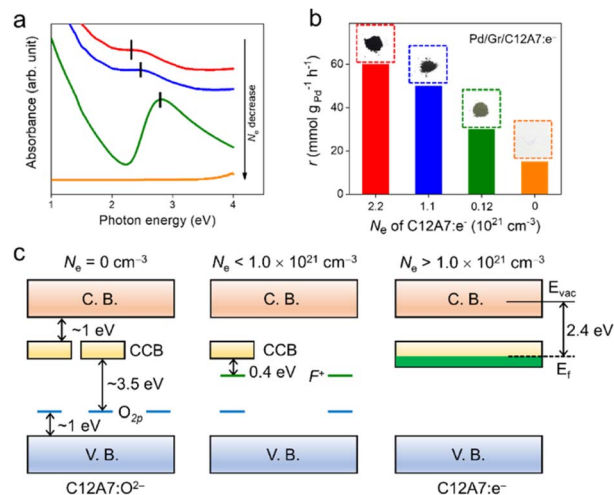 a
Absorbance (arb. unit)
Nₑ decrease
1 2 3 4
Photon energy (eV)
b
Pd/Gr/C12A7:e⁻
r (mmol g Pd⁻¹ h⁻¹)
60
40
20
0
2.2 1.1 0.12 0
Nₑ of C12A7:e⁻ (10²¹ cm⁻³)
c
Nₑ = 0 cm⁻³
Nₑ < 1.0 × 10²¹ cm⁻³
Nₑ > 1.0 × 10²¹ cm⁻³
C. B.
C. B.
C. B.
Eᵥₐc
~1 eV
2.4 eV
CCB
CCB
0.4 eV
F⁺
E_f
~3.5 eV
O₂ₚ
~1 eV
V. B.
V. B.
V. B.
C12A7:O²⁻
C12A7:e⁻